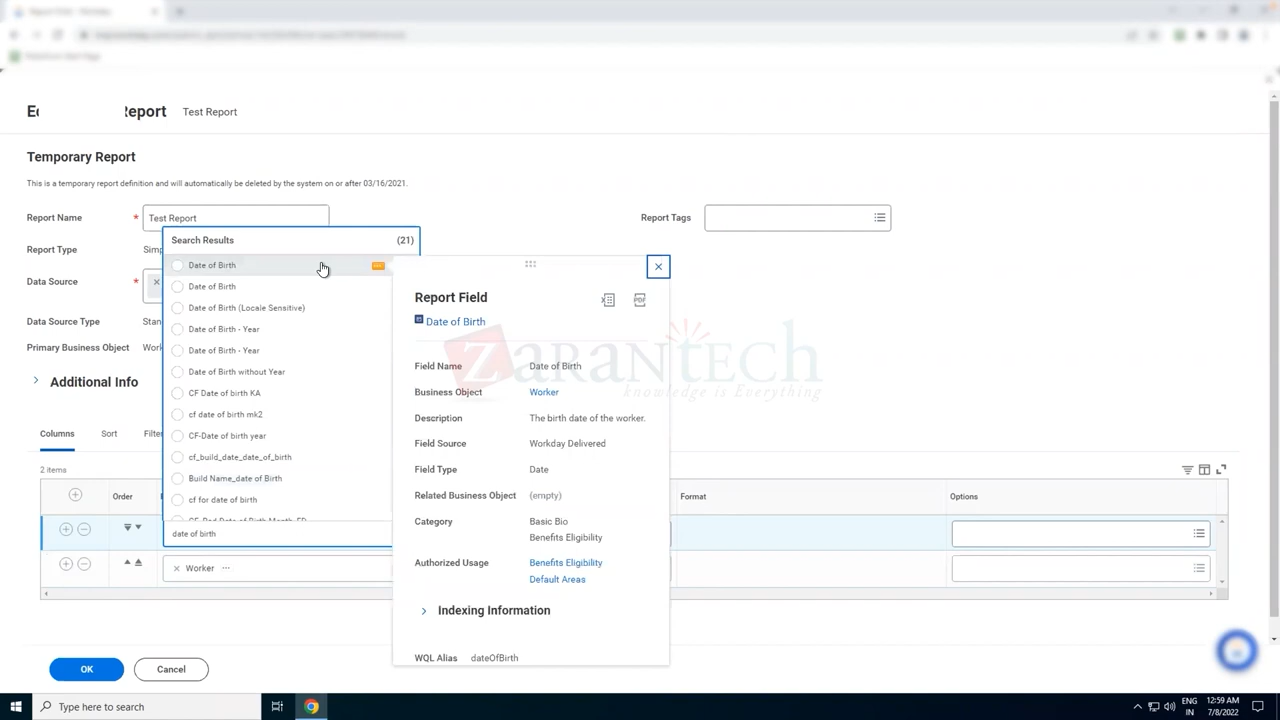 Report
Test Report
Temporary Report
This is a temporary report definition and will automatically be deleted by the system on or after 03/16/2021.
Report Name * Test Report
Report Tags
Report Type
Data Source *
Data Source Type
Primary Business Object
Additional Info
Search Results (21)
Date of Birth
Date of Birth
Date of Birth (Locale Sensitive)
Date of Birth - Year
Date of Birth - Year
Date of Birth without Year
CF Date of birth KA
cf date of birth mk2
CF-Date of birth year
cf_build_date_date_of_birth
Build Name_date of Birth
cf for date of birth
date of birth
Report Field
Date of Birth
Field Name Date of Birth
Business Object Worker
Description The birth date of the worker.
Field Source Workday Delivered
Field Type Date
Related Business Object (empty)
Category Basic Bio
Benefits Eligibility
Authorized Usage Benefits Eligibility
Default Areas
Indexing Information
WQL Alias dateOfBirth
zarantech
knowledge is Everything
Columns Sort
2 items
Order Format Options
Worker
OK Cancel
Type here to search
ENG
IN
12:59 AM
7/8/2022